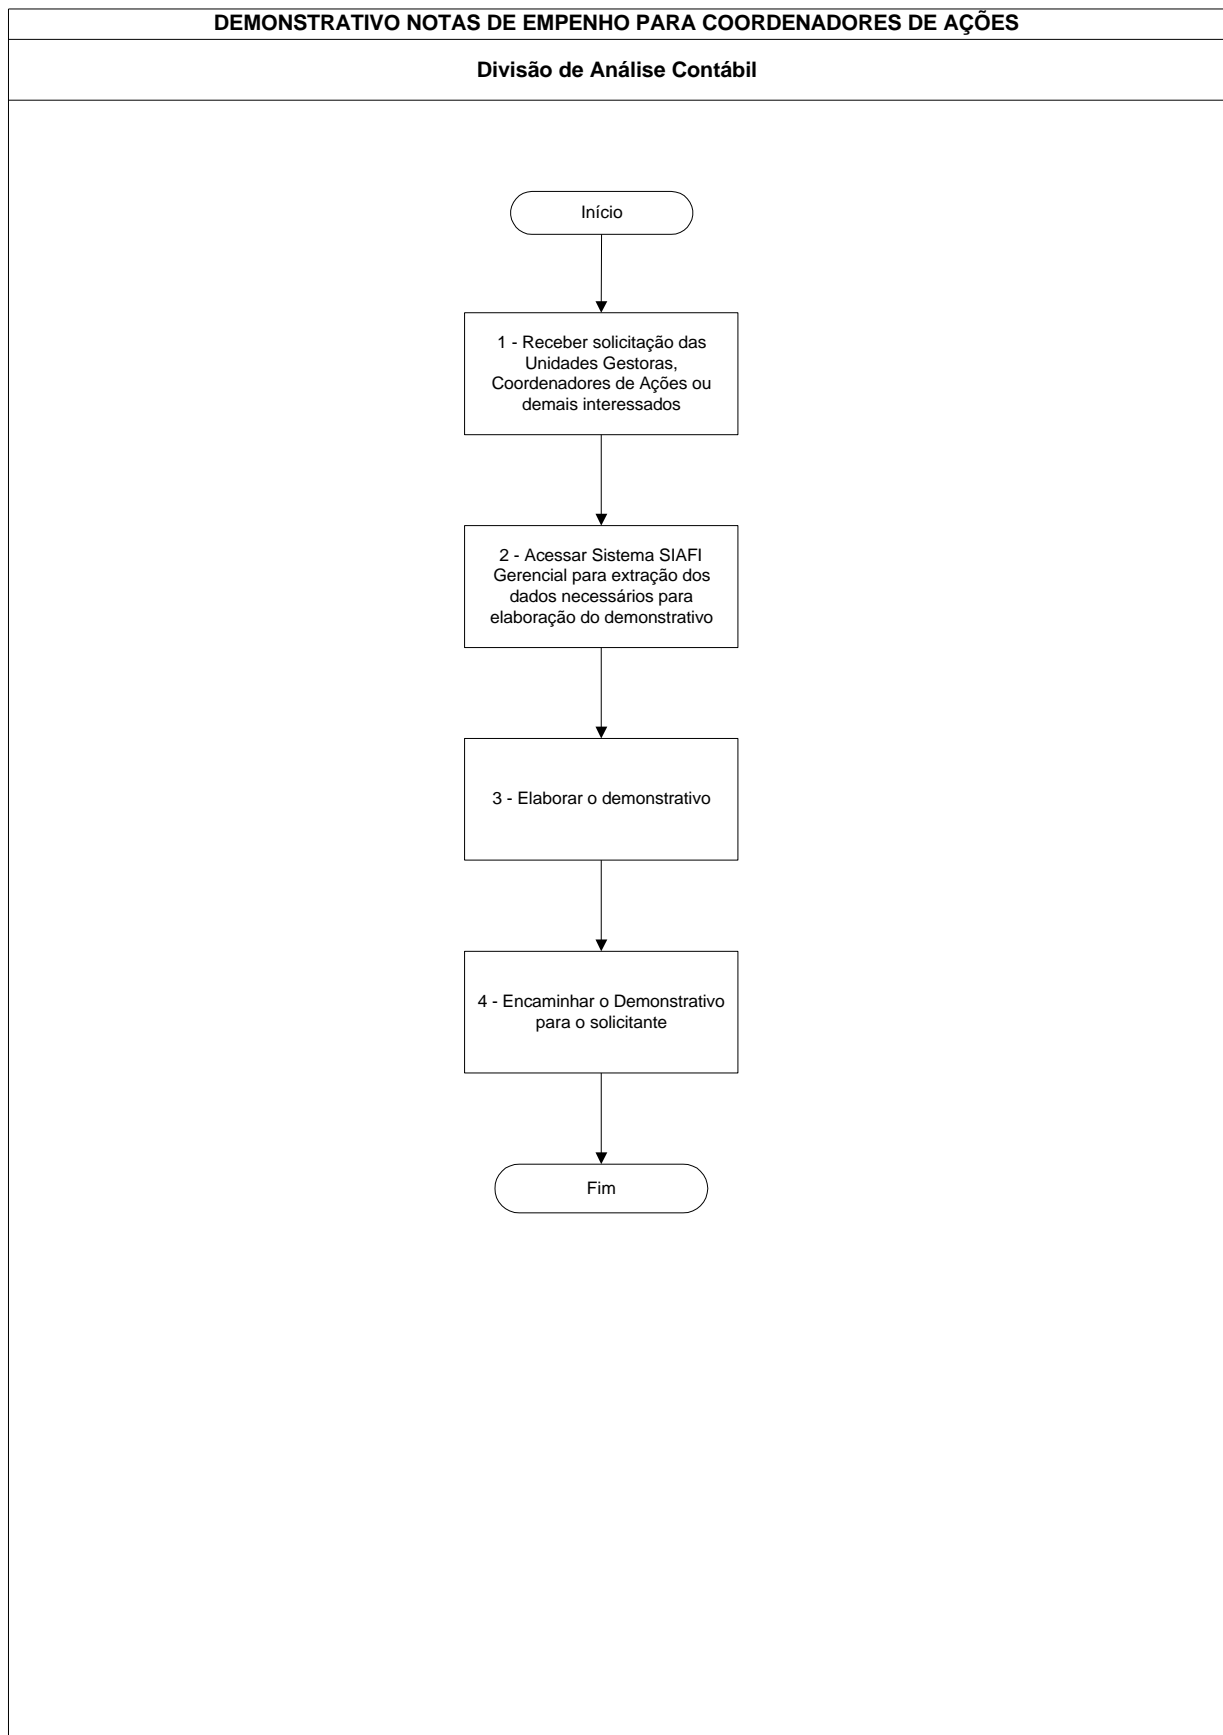 DEMONSTRATIVO NOTAS DE EMPENHO PARA COORDENADORES DE AÇÕES
Divisão de Análise Contábil
Início
1 - Receber solicitação das
Unidades Gestoras,
Coordenadores de Ações ou
demais interessados
2 - Acessar Sistema SIAFI
Gerencial para extração dos
dados necessários para
elaboração do demonstrativo
3 - Elaborar o demonstrativo
4 - Encaminhar o Demonstrativo
para o solicitante
Fim